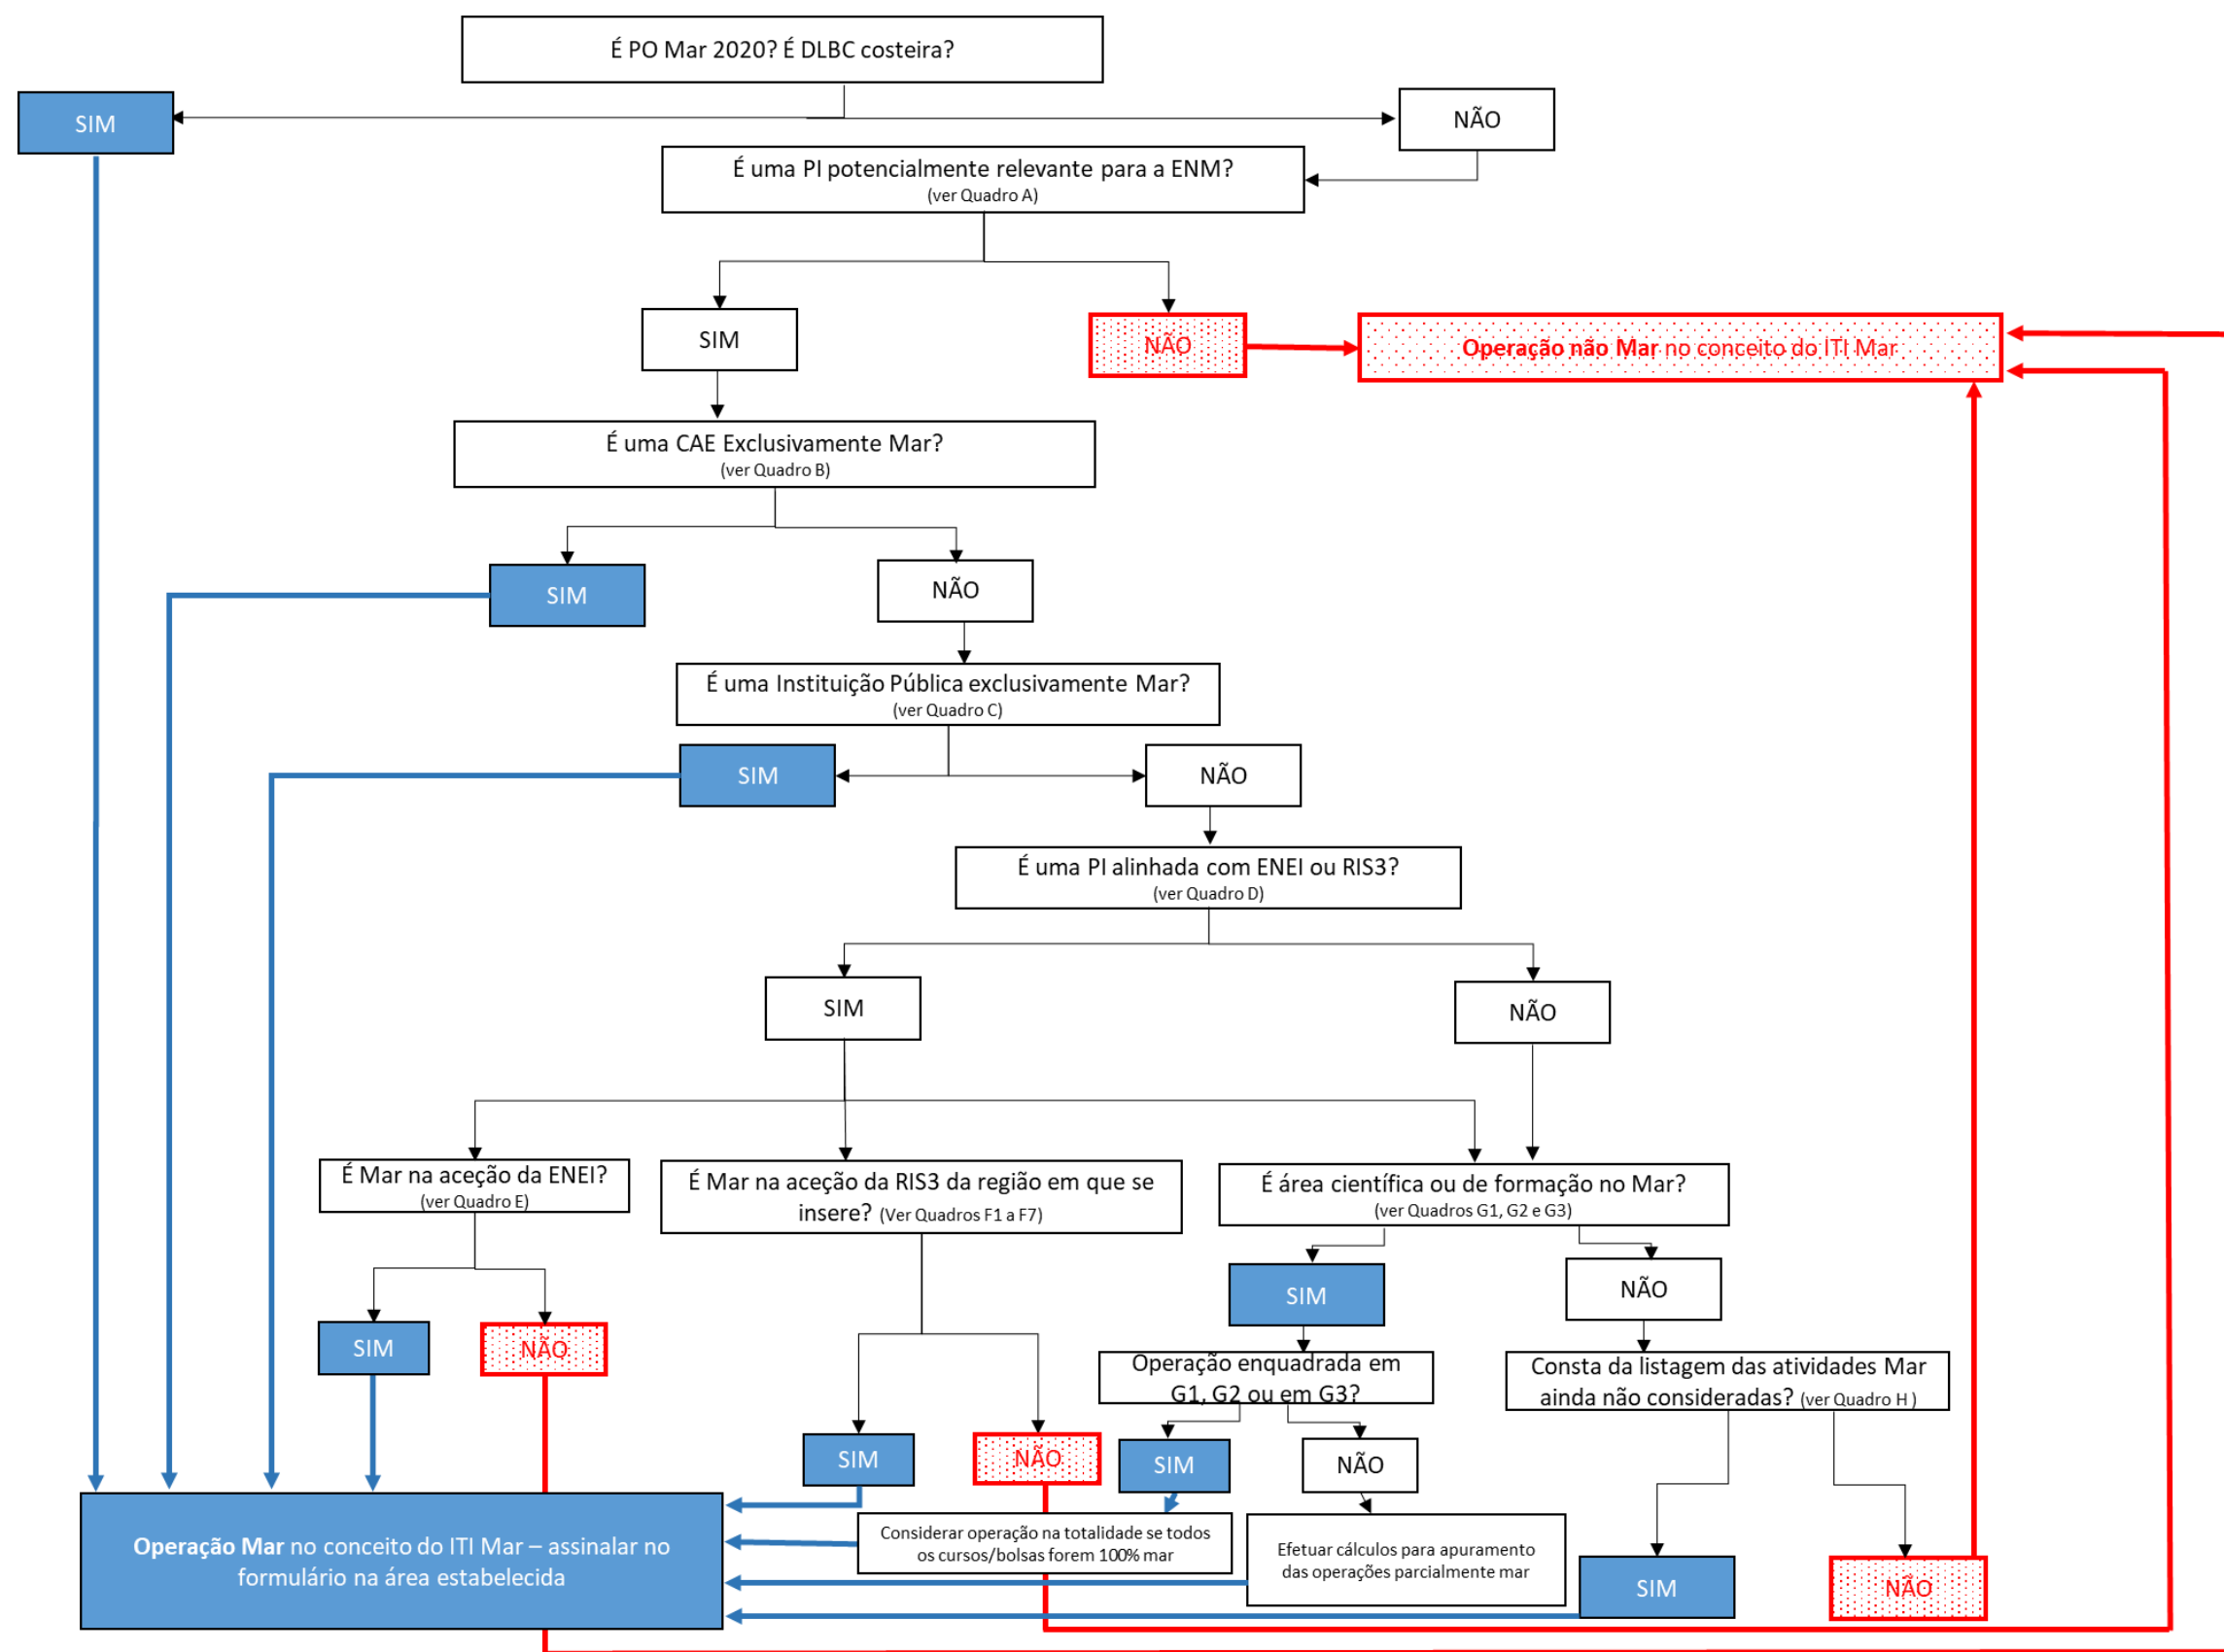 É PO Mar 2020? É DLBC costeira?
SIM
NÃO
É uma PI potencialmente relevante para a ENM?
(ver Quadro A)
SIM
NÃO
Operação não Mar no conceito do ITI Mar
É uma CAE Exclusivamente Mar?
(ver Quadro B)
SIM
NÃO
É uma Instituição Pública exclusivamente Mar?
(ver Quadro C)
SIM
NÃO
É uma PI alinhada com ENEI ou RIS3?
(ver Quadro D)
SIM
NÃO
É Mar na aceção da ENEI?
(ver Quadro E)
É Mar na aceção da RIS3 da região em que se
insere? (Ver Quadros F1 a F7)
É área científica ou de formação no Mar?
(ver Quadros G1, G2 e G3)
SIM
NÃO
SIM
NÃO
Operação enquadrada em
G1, G2 ou em G3?
Consta da listagem das atividades Mar
ainda não consideradas? (ver Quadro H )
SIM
NÃO
SIM
NÃO
Operação Mar no conceito do ITI Mar – assinalar no
formulário na área estabelecida
Considerar operação na totalidade se todos
os cursos/bolsas forem 100% mar
Efetuar cálculos para apuramento
das operações parcialmente mar
SIM
NÃO